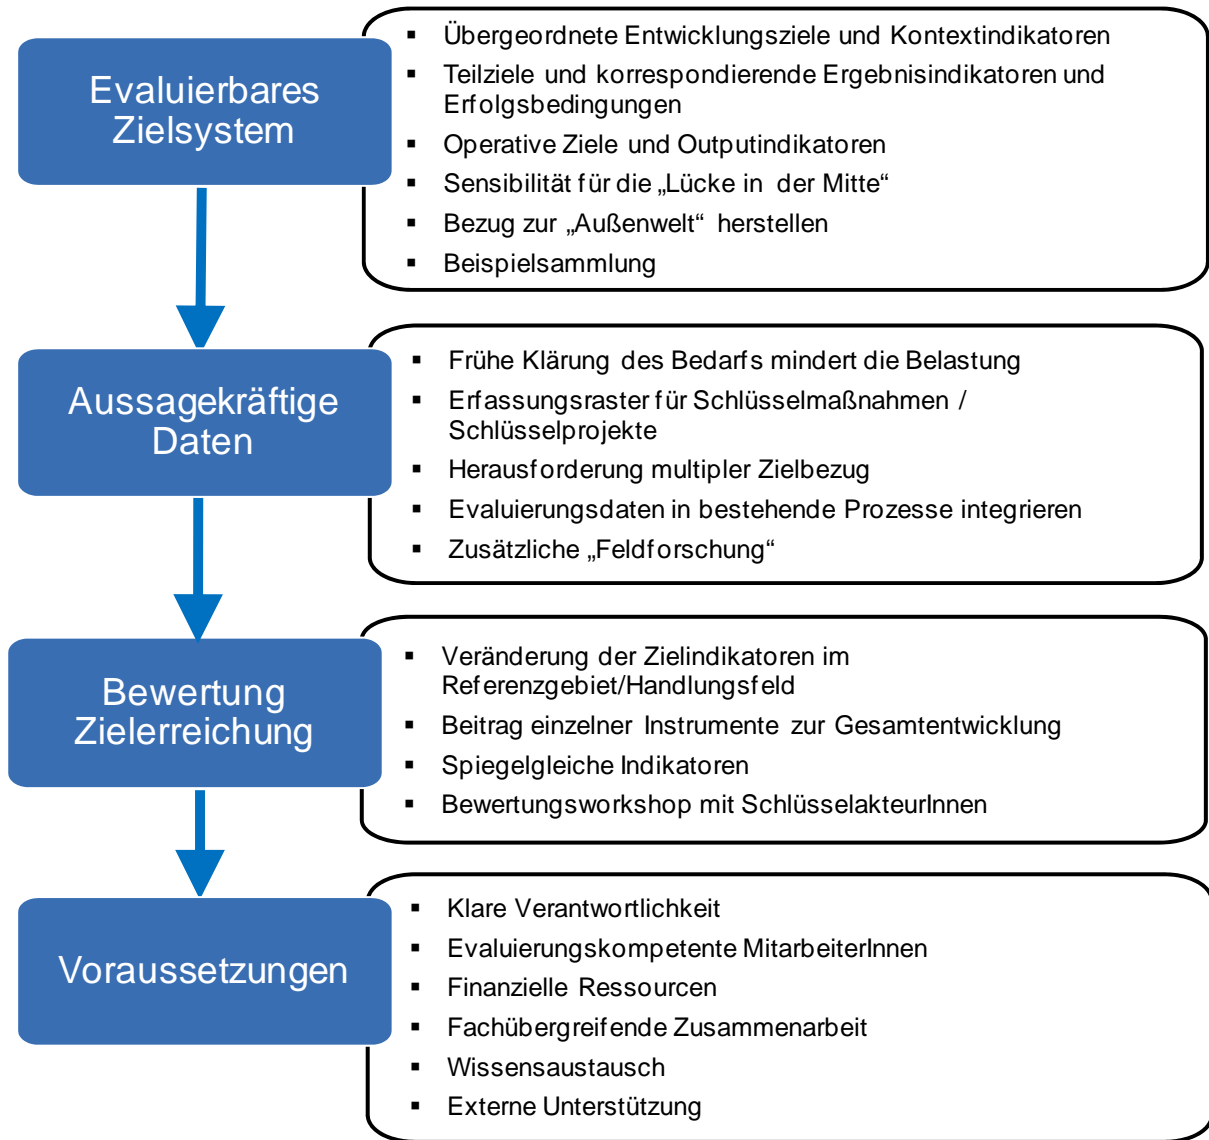 Evaluierbares
Zielsystem
Übergeordnete Entwicklungsziele und Kontextindikatoren
Teilziele und korrespondierende Ergebnisindikatoren und
Erfolgsbedingungen
Operative Ziele und Outputindikatoren
Sensibilität für die „Lücke in der Mitte“
Bezug zur „Außenwelt“ herstellen
Beispielsammlung
Aussagekräftige
Daten
Frühe Klärung des Bedarfs mindert die Belastung
Erfassungsraster für Schlüsselmaßnahmen /
Schlüsselprojekte
Herausforderung multipler Zielbezug
Evaluierungsdaten in bestehende Prozesse integrieren
Zusätzliche „Feldforschung“
Bewertung
Zielerreichung
Veränderung der Zielindikatoren im
Referenzgebiet/Handlungsfeld
Beitrag einzelner Instrumente zur Gesamtentwicklung
Spiegelgleiche Indikatoren
Bewertungsworkshop mit SchlüsselakteurInnen
Voraussetzungen
Klare Verantwortlichkeit
Evaluierungskompetente MitarbeiterInnen
Finanzielle Ressourcen
Fachübergreifende Zusammenarbeit
Wissensaustausch
Externe Unterstützung